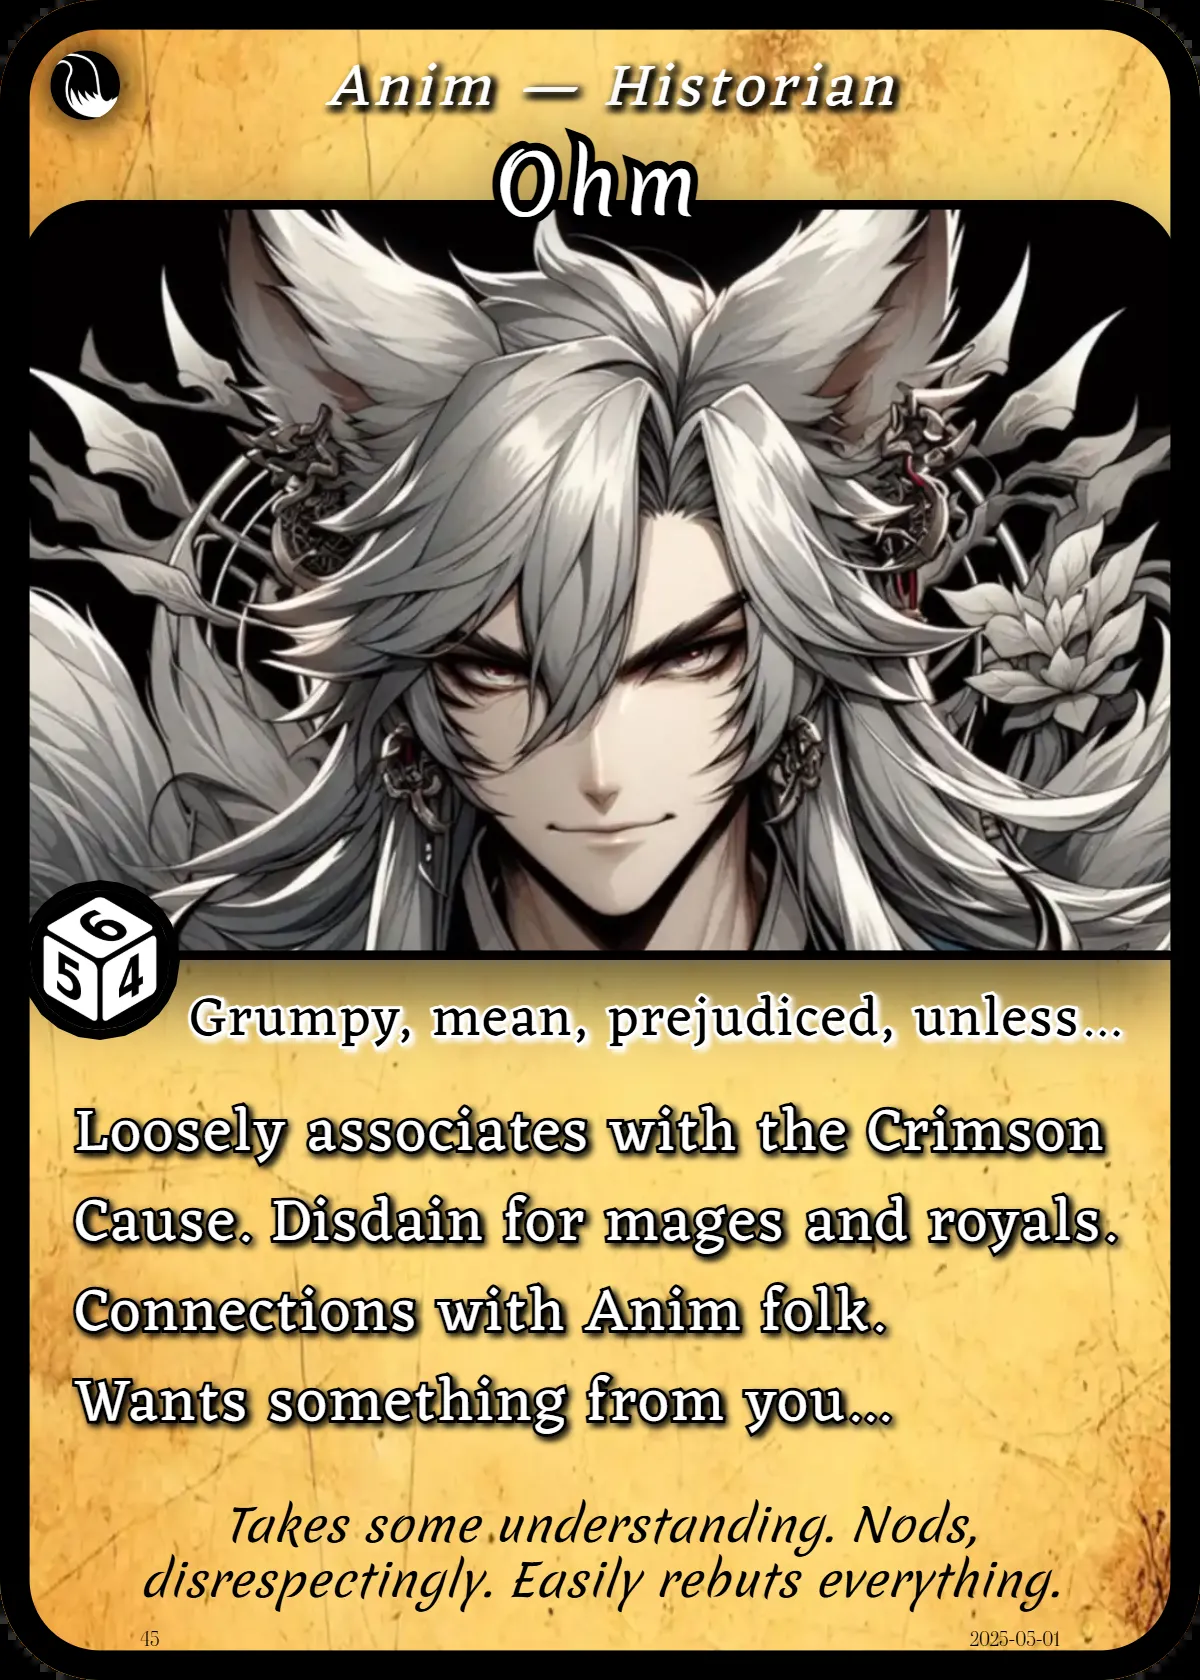 Anim — Historian
Ohm
6
5 4
Grumpy, mean, prejudiced, unless...
Loosely associates with the Crimson
Cause. Disdain for mages and royals.
Connections with Anim folk.
Wants something from you...
Takes some understanding. Nods,
disrespectingly. Easily rebuts everything.
45 2025-05-01